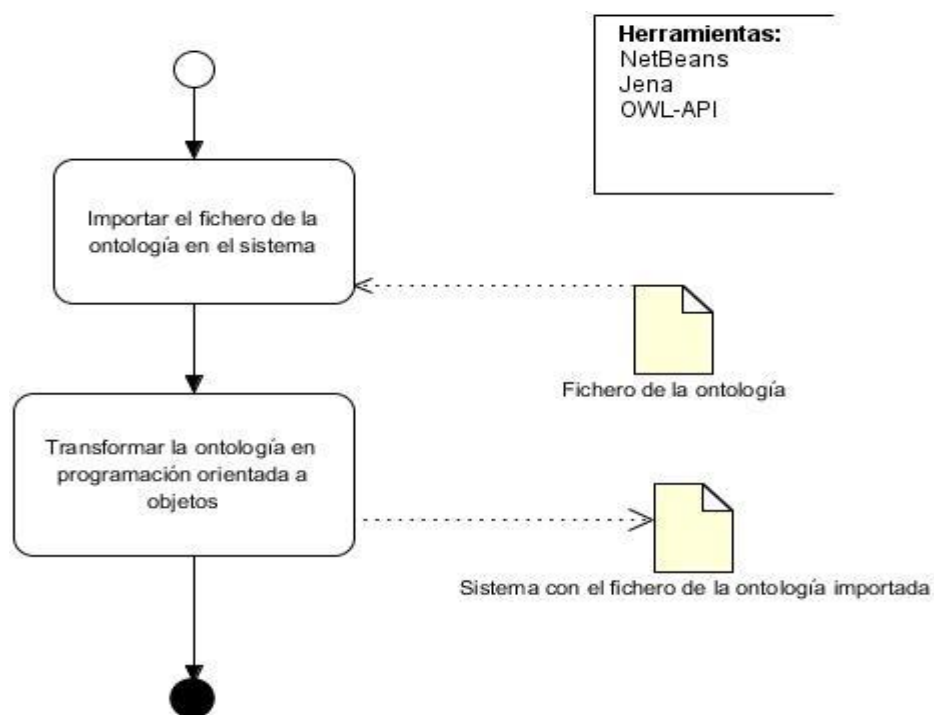 Herramientas:
NetBeans
Jena
OWL-API
Importar el fichero de la
ontología en el sistema
Fichero de la ontología
Transformar la ontología en
programación orientada a
objetos
Sistema con el fichero de la ontología importada